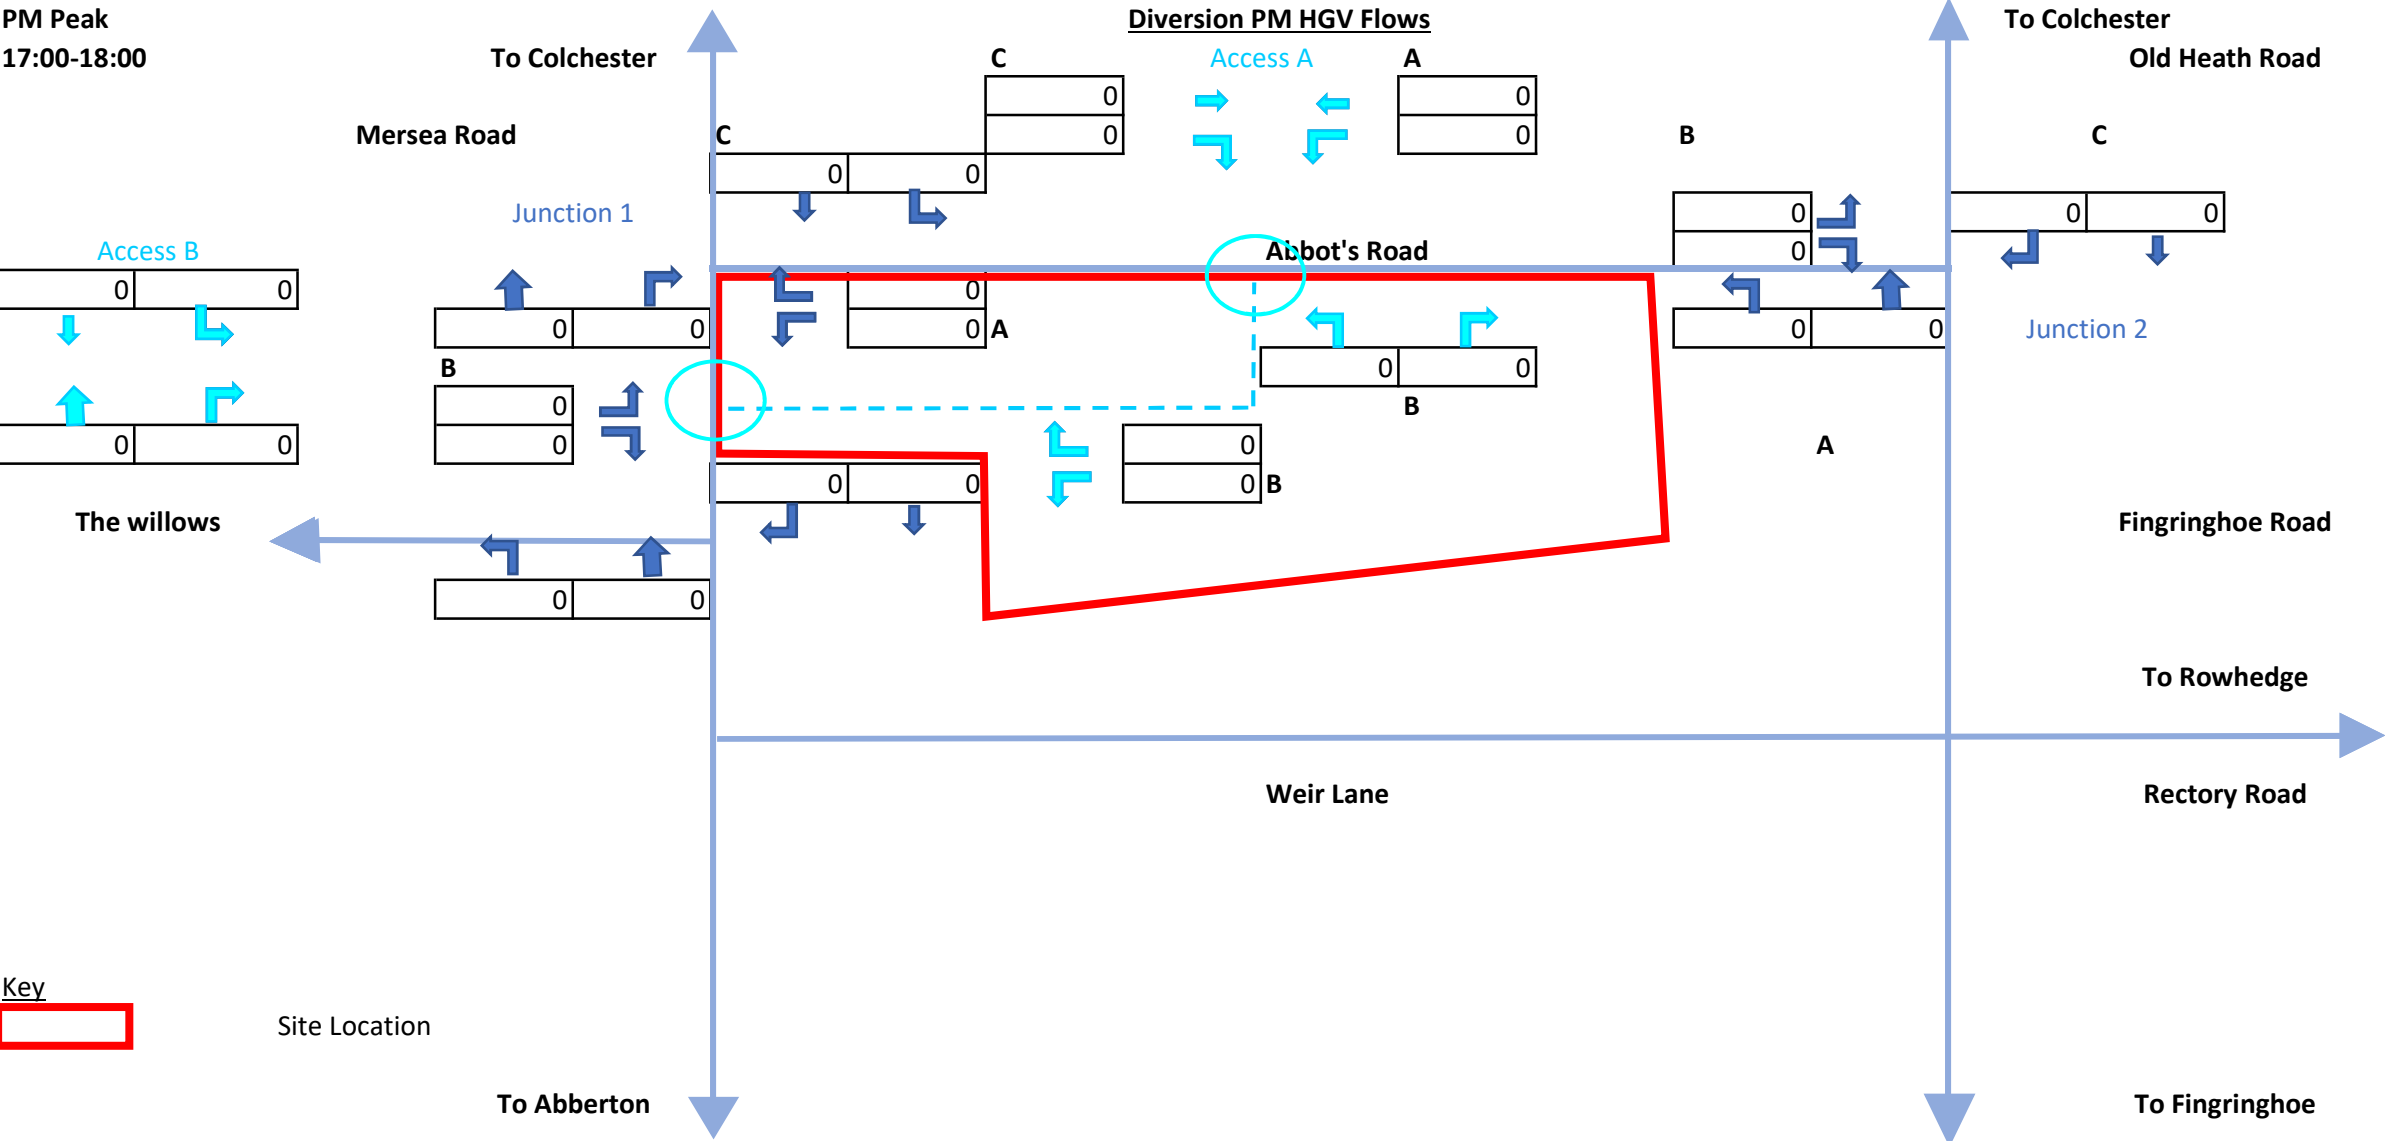 PM Peak
Diversion PM HGV Flows
To Colchester
17:00-18:00
To Colchester
C
Access A
A
Old Heath Road
0
0
Mersea Road
C
0
0
B
C
0
0
Junction 1
0
0
0
Access B
0
Abbot's Road
0
0
0
0
0
0
0
A
0
0
Junction 2
B
0
0
0
B
0
0
0
0
0
A
0
0
0
B
The willows
Fingringhoe Road
0
0
To Rowhedge
Weir Lane
Rectory Road
Key
Site Location
To Abberton
To Fingringhoe